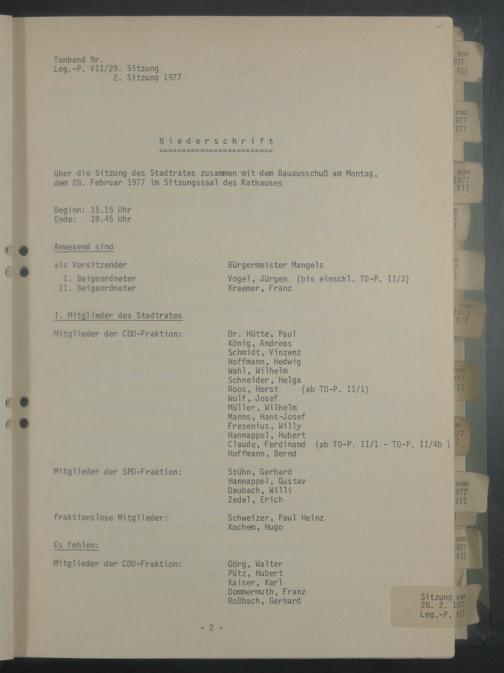 Tonband Nr.
Leg.-P. VII/29. Sitzung
2. Sitzung 1977
Niederschrift
über die Sitzung des Stadtrates zusammen mit dem Bauausschuß am Montag,
dem 28. Februar 1977 im Sitzungssaal des Rathauses
Beginn: 15.15 Uhr
Ende: 19.45 Uhr
Anwesend sind
als Vorsitzender Bürgermeister Mangels
I. Beigeordneter Vogel, Jürgen (bis einschl. TO-P. II/3)
II. Beigeordneter Kraemer, Franz
I. Mitglieder des Stadtrates
Mitglieder der CDU-Fraktion: Dr. Hütte, Paul
König, Andreas
Schmidt, Vinzenz
Hoffmann, Hedwig
Wahl, Wilhelm
Schneider, Helga
Roos, Horst (ab TO-P. II/1)
Wolf, Josef
Müller, Wilhelm
Manns, Hans-Josef
Fresenius, Willy
Hannappel, Hubert
Claude, Ferdinand (ab TO-P. II/1 - TO-P. II/4b )
Hoffmann, Bernd
Mitglieder der SPD-Fraktion: Stühn, Gerhard
Hannappel, Gustav
Daubach, Willi
Zedel, Erich
fraktionslose Mitglieder: Schweizer, Paul Heinz
Kochem, Hugo
Es fehlen:
Mitglieder der CDU-Fraktion: Görg, Walter
Pütz, Hubert
Kaiser, Karl
Dommermuth, Franz
Roßbach, Gerhard
- 2 -
Sitzung vom
28. 2. 1977
Leg.-P. VII